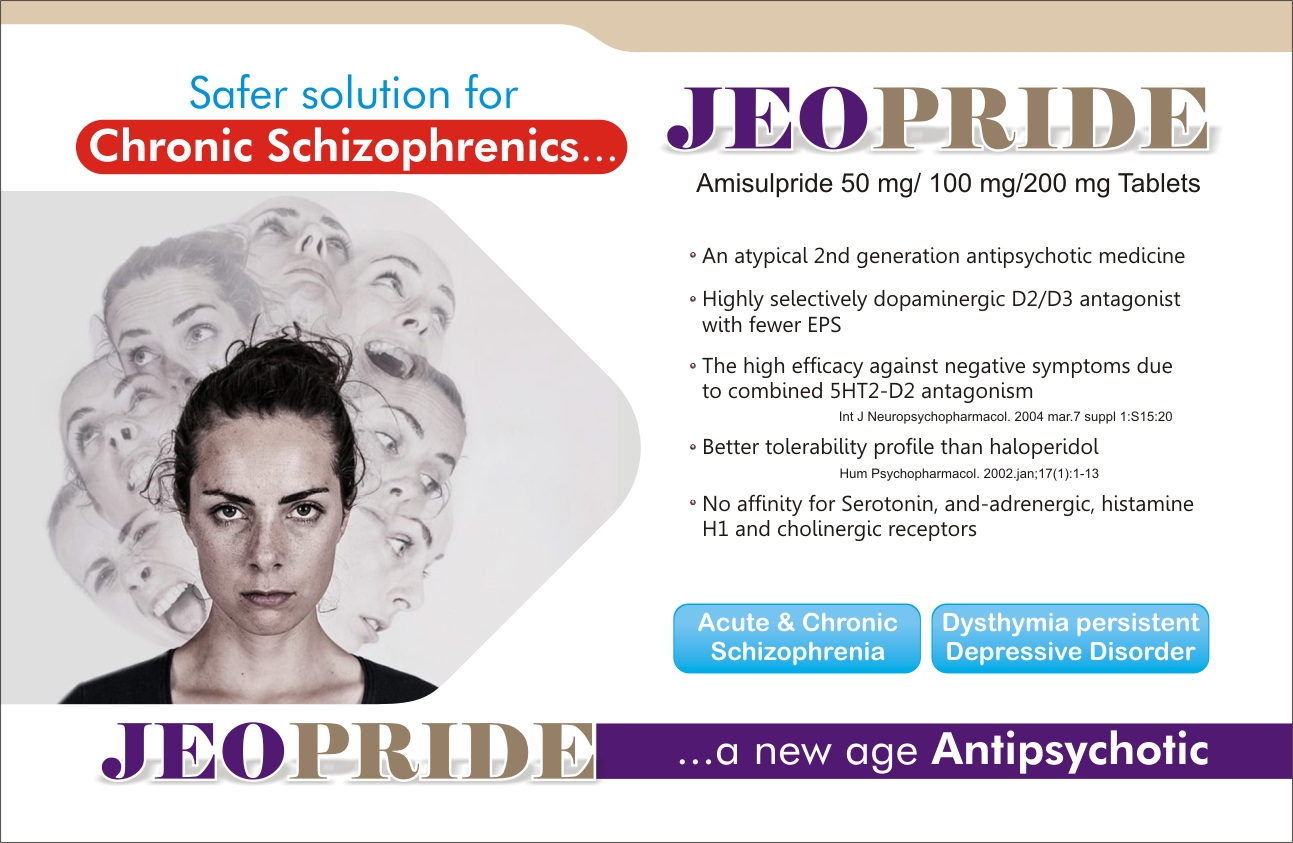 Safer solution for
Chronic Schizophrenics...
JEOPRIDE
Amisulpride 50 mg/ 100 mg/200 mg Tablets
• An atypical 2nd generation antipsychotic medicine
• Highly selectively dopaminergic D2/D3 antagonist
with fewer EPS
• The high efficacy against negative symptoms due
to combined 5HT2-D2 antagonism
Int J Neuropsychopharmacol. 2004 mar.7 suppl 1:S15:20
• Better tolerability profile than haloperidol
Hum Psychopharmacol. 2002.jan;17(1):1-13
• No affinity for Serotonin, and-adrenergic, histamine
H1 and cholinergic receptors
Acute & Chronic
Schizophrenia
Dysthymia persistent
Depressive Disorder
JEOPRIDE
...a new age Antipsychotic